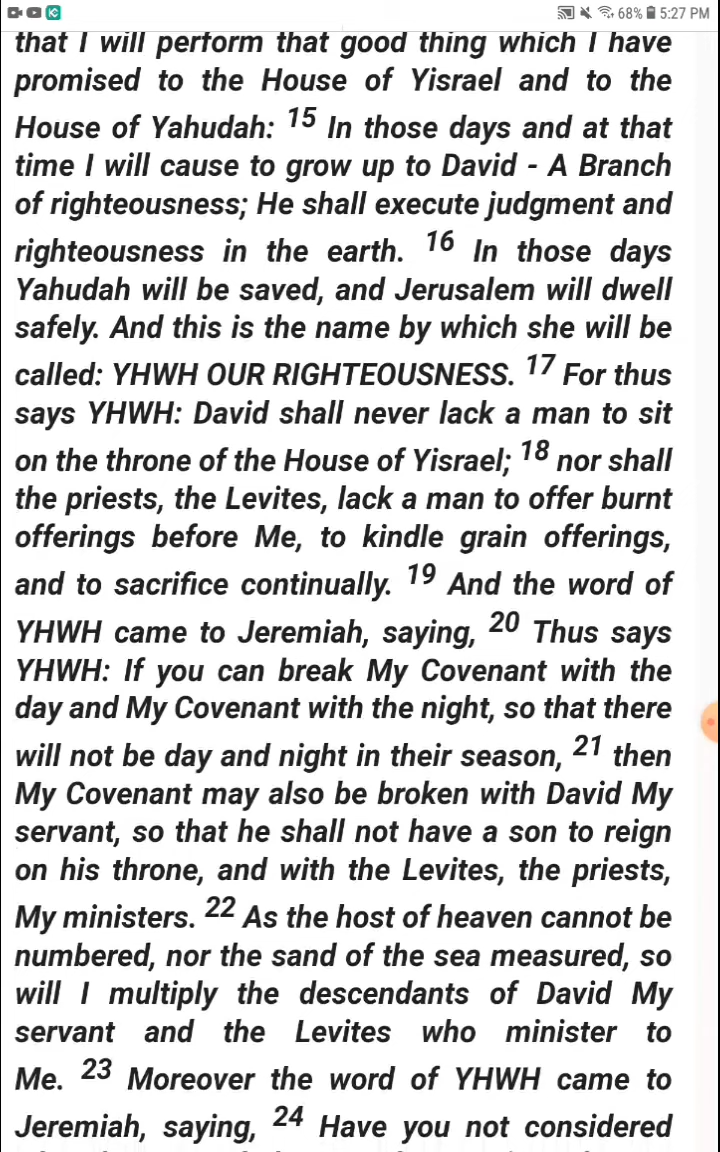 68% 5:27 PM
that I will perform that good thing which I have
promised to the House of Yisrael and to the
House of Yahudah: 15 In those days and at that
time I will cause to grow up to David - A Branch
of righteousness; He shall execute judgment and
righteousness in the earth. 16 In those days
Yahudah will be saved, and Jerusalem will dwell
safely. And this is the name by which she will be
called: YHWH OUR RIGHTEOUSNESS. 17 For thus
says YHWH: David shall never lack a man to sit
on the throne of the House of Yisrael; 18 nor shall
the priests, the Levites, lack a man to offer burnt
offerings before Me, to kindle grain offerings,
and to sacrifice continually. 19 And the word of
YHWH came to Jeremiah, saying, 20 Thus says
YHWH: If you can break My Covenant with the
day and My Covenant with the night, so that there
will not be day and night in their season, 21 then
My Covenant may also be broken with David My
servant, so that he shall not have a son to reign
on his throne, and with the Levites, the priests,
My ministers. 22 As the host of heaven cannot be
numbered, nor the sand of the sea measured, so
will I multiply the descendants of David My
servant and the Levites who minister to
Me. 23 Moreover the word of YHWH came to
Jeremiah, saying, 24 Have you not considered